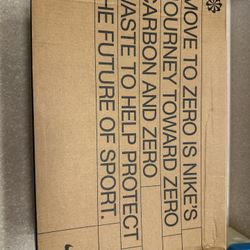 MOVE TO ZERO IS NIKE'S
JOURNEY TOWARD ZERO
CARBON AND ZERO
WASTE TO HELP PROTECT
THE FUTURE OF SPORT.